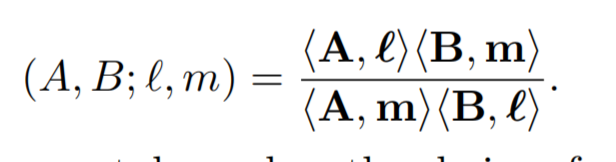 (A, B; ℓ, m) = ⟨A, ℓ⟩⟨B, m⟩ / ⟨A, m⟩⟨B, ℓ⟩.